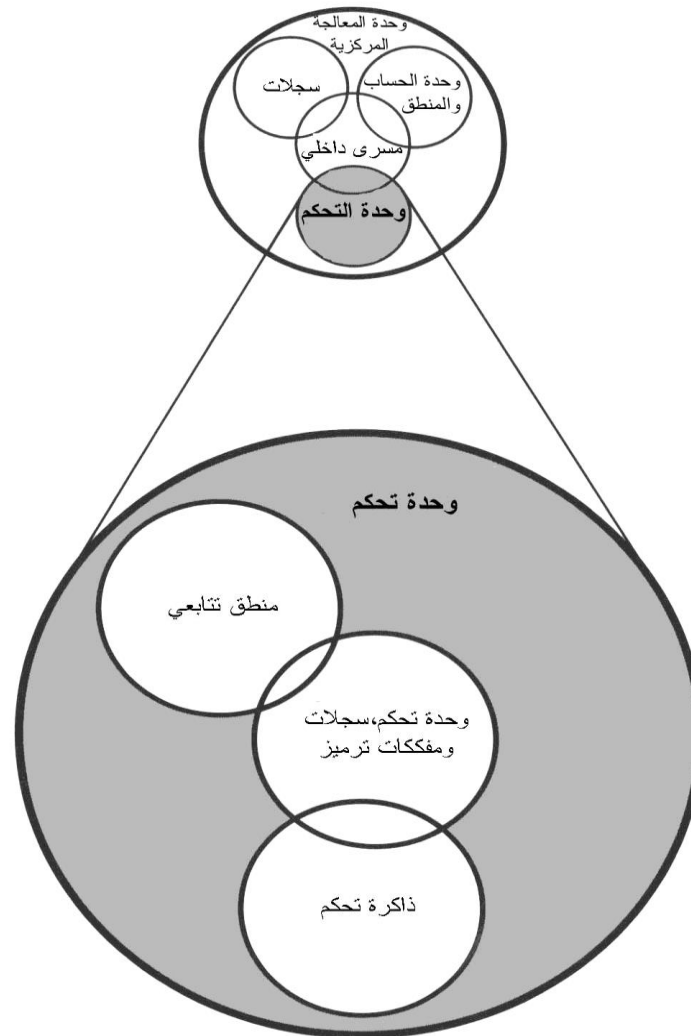 وحدة المعالجة
المركزية
سجلات
وحدة الحساب
والمنطق
مسرى داخلي
وحدة التحكم
وحدة تحكم
منطق تتابعي
وحدة تحكم،سجلات
ومفككات ترميز
ذاكرة تحكم